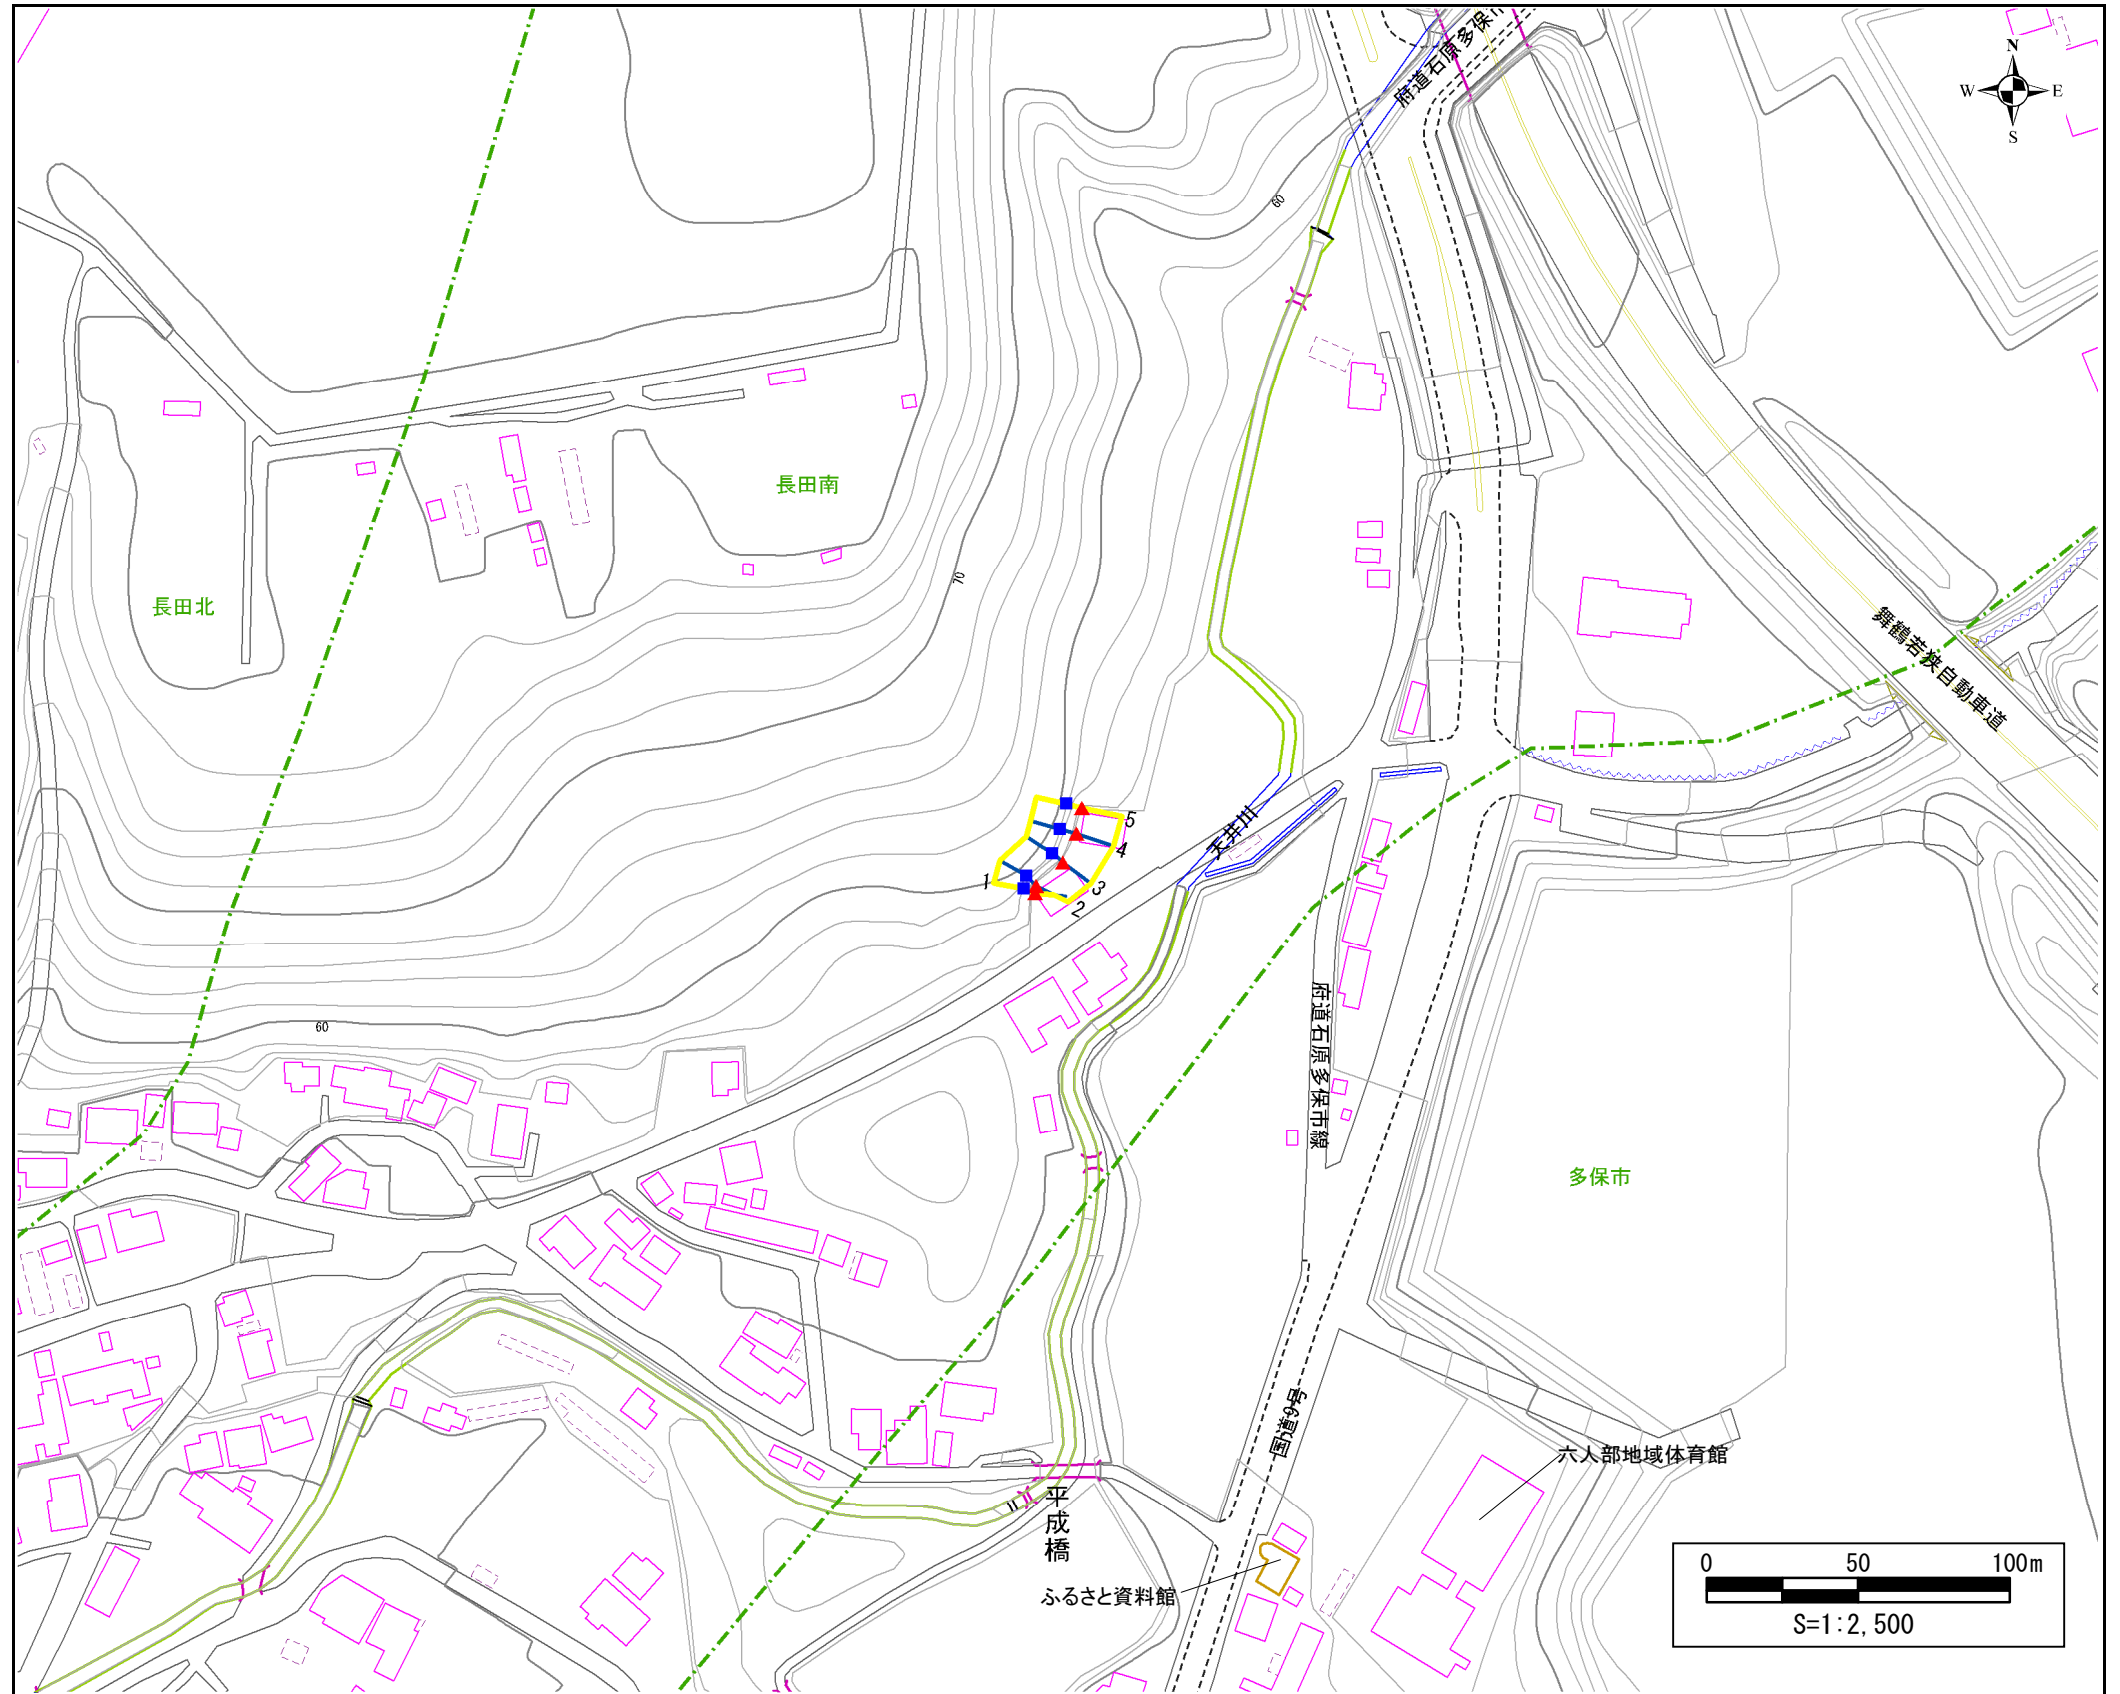 府道石原多保市
N
W E
S
60
長田南
70
長田北
舞鶴若狭自動車道
天井川
5
4
1
3
2
60
府道石原多保市線
多保市
国道9号
六人部地域体育館
平成橋
ふるさと資料館
0 50 100m
S=1:2,500